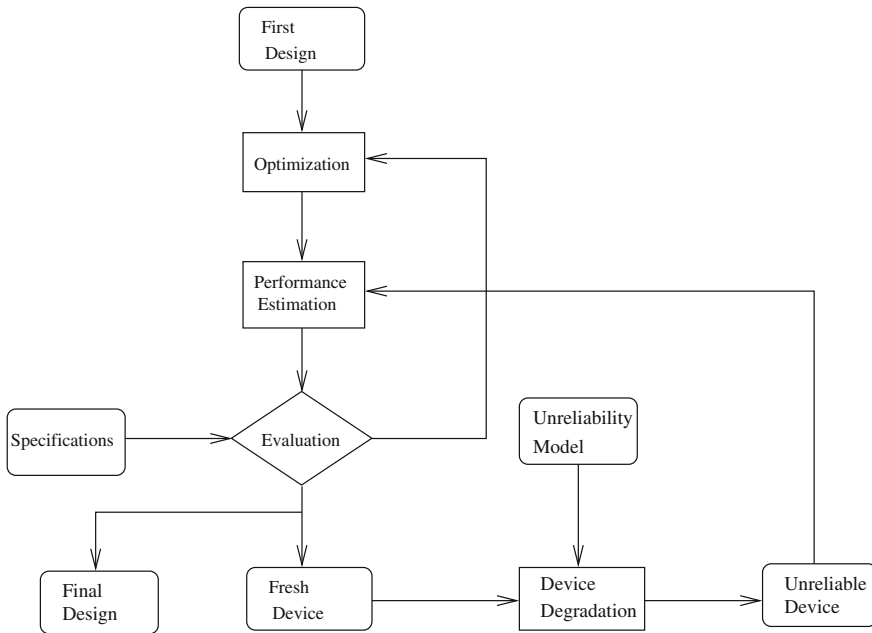 First
Design
Optimization
Performance
Estimation
Specifications
Evaluation
Unreliability
Model
Final
Design
Fresh
Device
Device
Degradation
Unreliable
Device